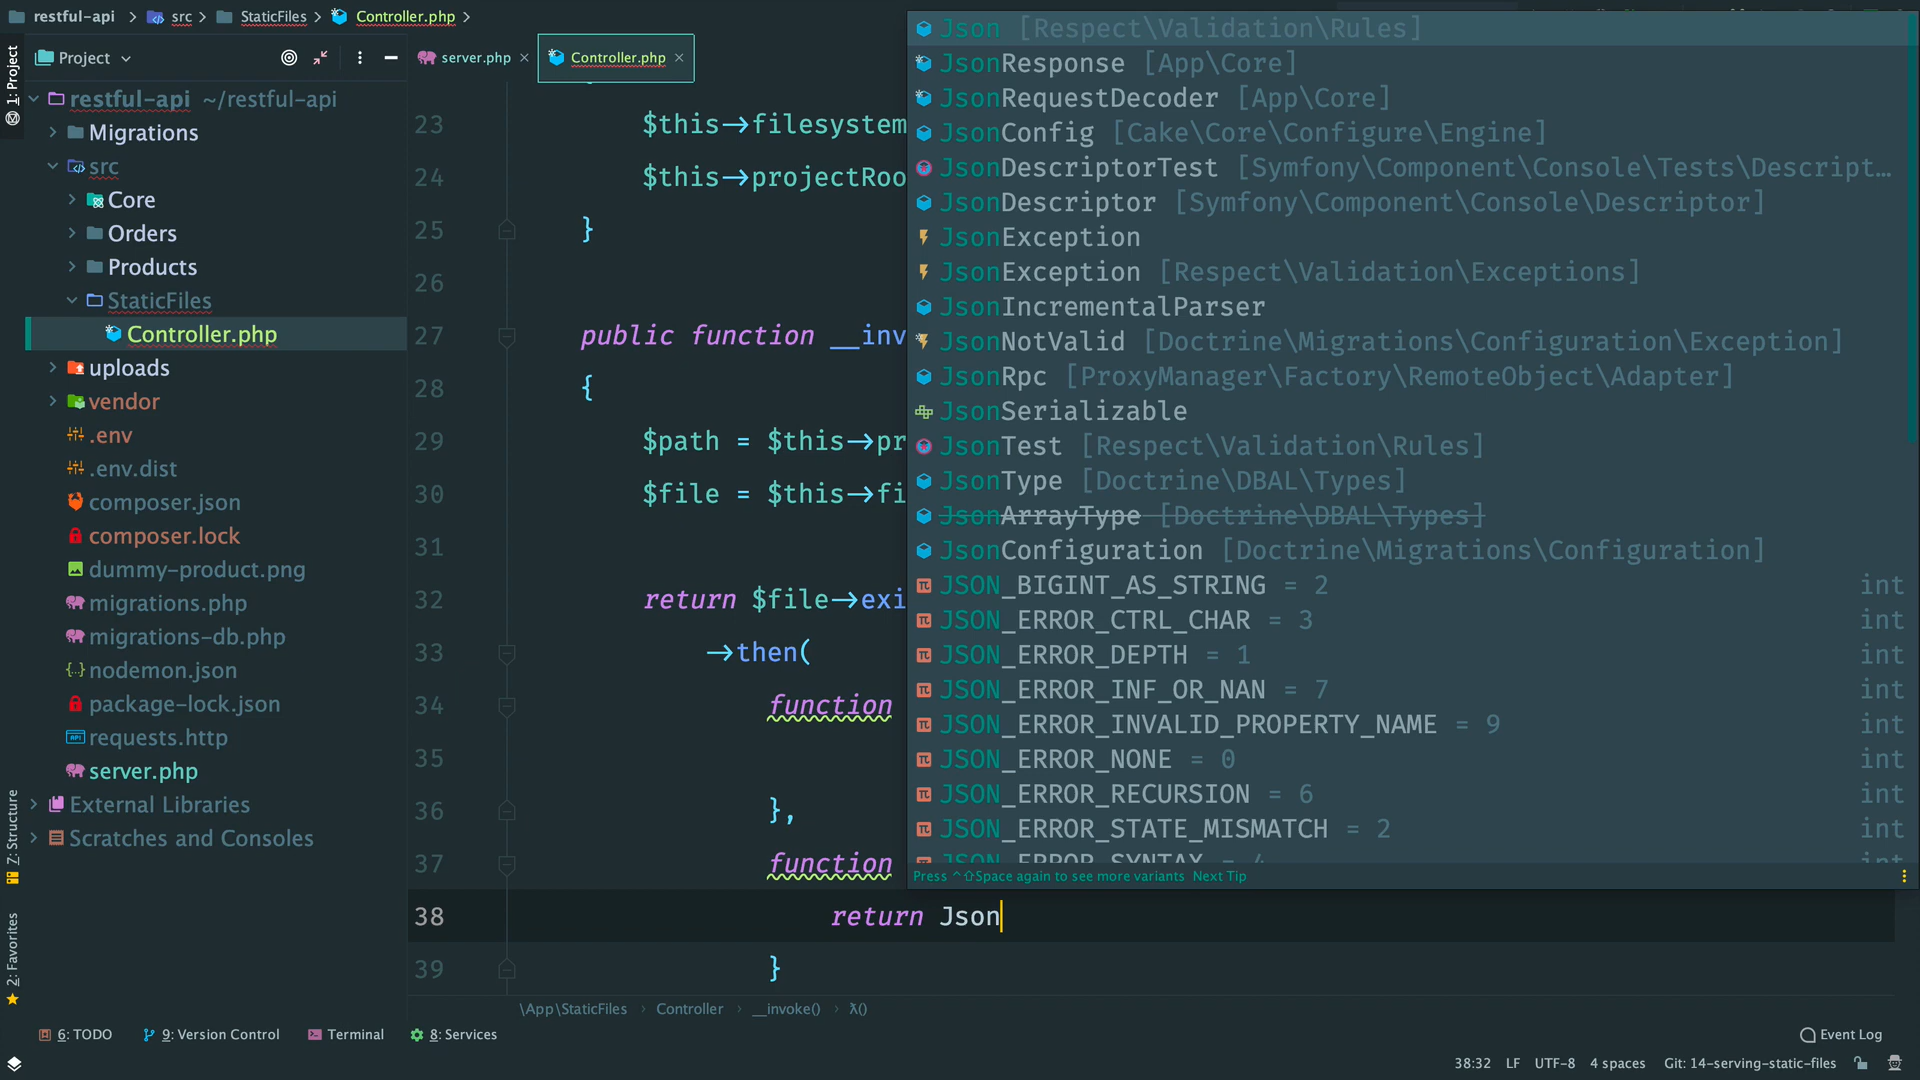 restful-api > src > StaticFiles > Controller.php >
1: Project
Project
server.php
Controller.php
restful-api ~/restful-api
Migrations
src
Core
Orders
Products
StaticFiles
Controller.php
uploads
vendor
.env
.env.dist
composer.json
composer.lock
dummy-product.png
migrations.php
migrations-db.php
nodemon.json
package-lock.json
requests.http
server.php
External Libraries
Scratches and Consoles
Z: Structure
2: Favorites
23 $this->filesystem
24 $this->projectRoo
25 }
26
27 public function __inv
28 {
29 $path = $this->pr
30 $file = $this->fi
31
32 return $file->exi
33 ->then(
34 function
35
36 },
37 function
38 return Json
39 }
Json [Respect\Validation\Rules]
JsonResponse [App\Core]
JsonRequestDecoder [App\Core]
JsonConfig [Cake\Core\Configure\Engine]
JsonDescriptorTest [Symfony\Component\Console\Tests\Descript…
JsonDescriptor [Symfony\Component\Console\Descriptor]
JsonException
JsonException [Respect\Validation\Exceptions]
JsonIncrementalParser
JsonNotValid [Doctrine\Migrations\Configuration\Exception]
JsonRpc [ProxyManager\Factory\RemoteObject\Adapter]
JsonSerializable
JsonTest [Respect\Validation\Rules]
JsonType [Doctrine\DBAL\Types]
JsonArrayType [Doctrine\DBAL\Types]
JsonConfiguration [Doctrine\Migrations\Configuration]
JSON_BIGINT_AS_STRING = 2 int
JSON_ERROR_CTRL_CHAR = 3 int
JSON_ERROR_DEPTH = 1 int
JSON_ERROR_INF_OR_NAN = 7 int
JSON_ERROR_INVALID_PROPERTY_NAME = 9 int
JSON_ERROR_NONE = 0 int
JSON_ERROR_RECURSION = 6 int
JSON_ERROR_STATE_MISMATCH = 2 int
JSON_ERROR_SYNTAX = 4 int
Press ^⇧Space again to see more variants Next Tip
\App\StaticFiles > Controller > __invoke() > λ()
6: TODO 9: Version Control Terminal 8: Services Event Log
38:32 LF UTF-8 4 spaces Git: 14-serving-static-files